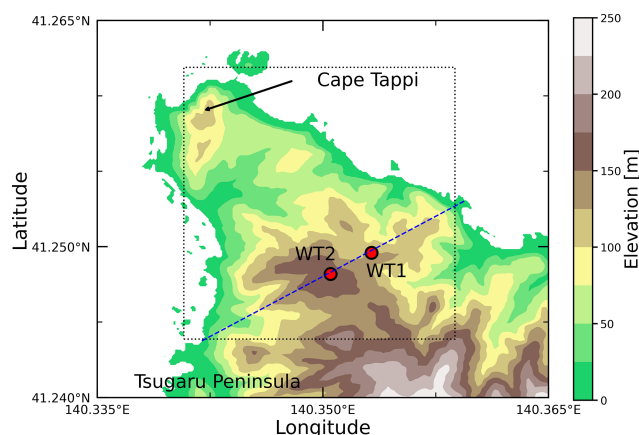 41.265°N
250
Cape Tappi
200
Latitude
Elevation [m]
150
41.250°N
WT2
WT1
100
50
Tsugaru Peninsula
41.240°N
0
140.335°E
140.350°E
140.365°E
Longitude